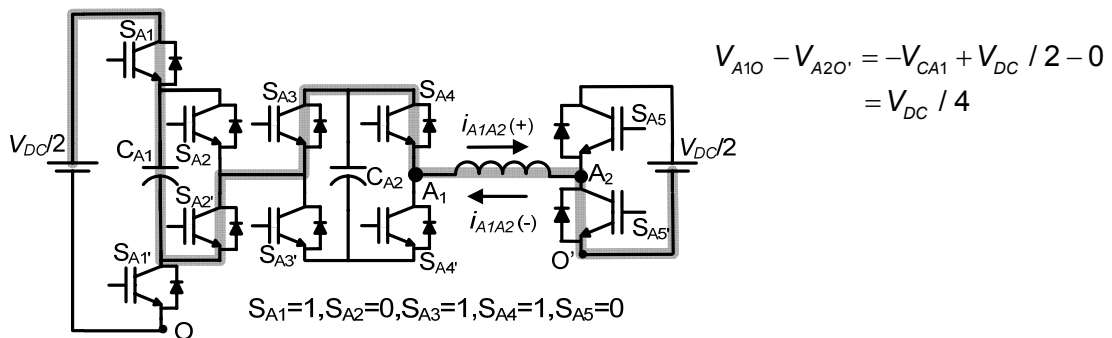 S_A1
V_A1O − V_A2O' = −V_CA1 + V_DC / 2 − 0
= V_DC / 4
S_A3
S_A4
S_A5
i_A1A2(+)
V_DC/2
C_A1
S_A2
C_A2
A_1
A_2
V_DC/2
S_A2'
i_A1A2(-)
S_A5'
S_A1'
S_A3'
S_A4'
O'
S_A1=1,S_A2=0,S_A3=1,S_A4=1,S_A5=0
O